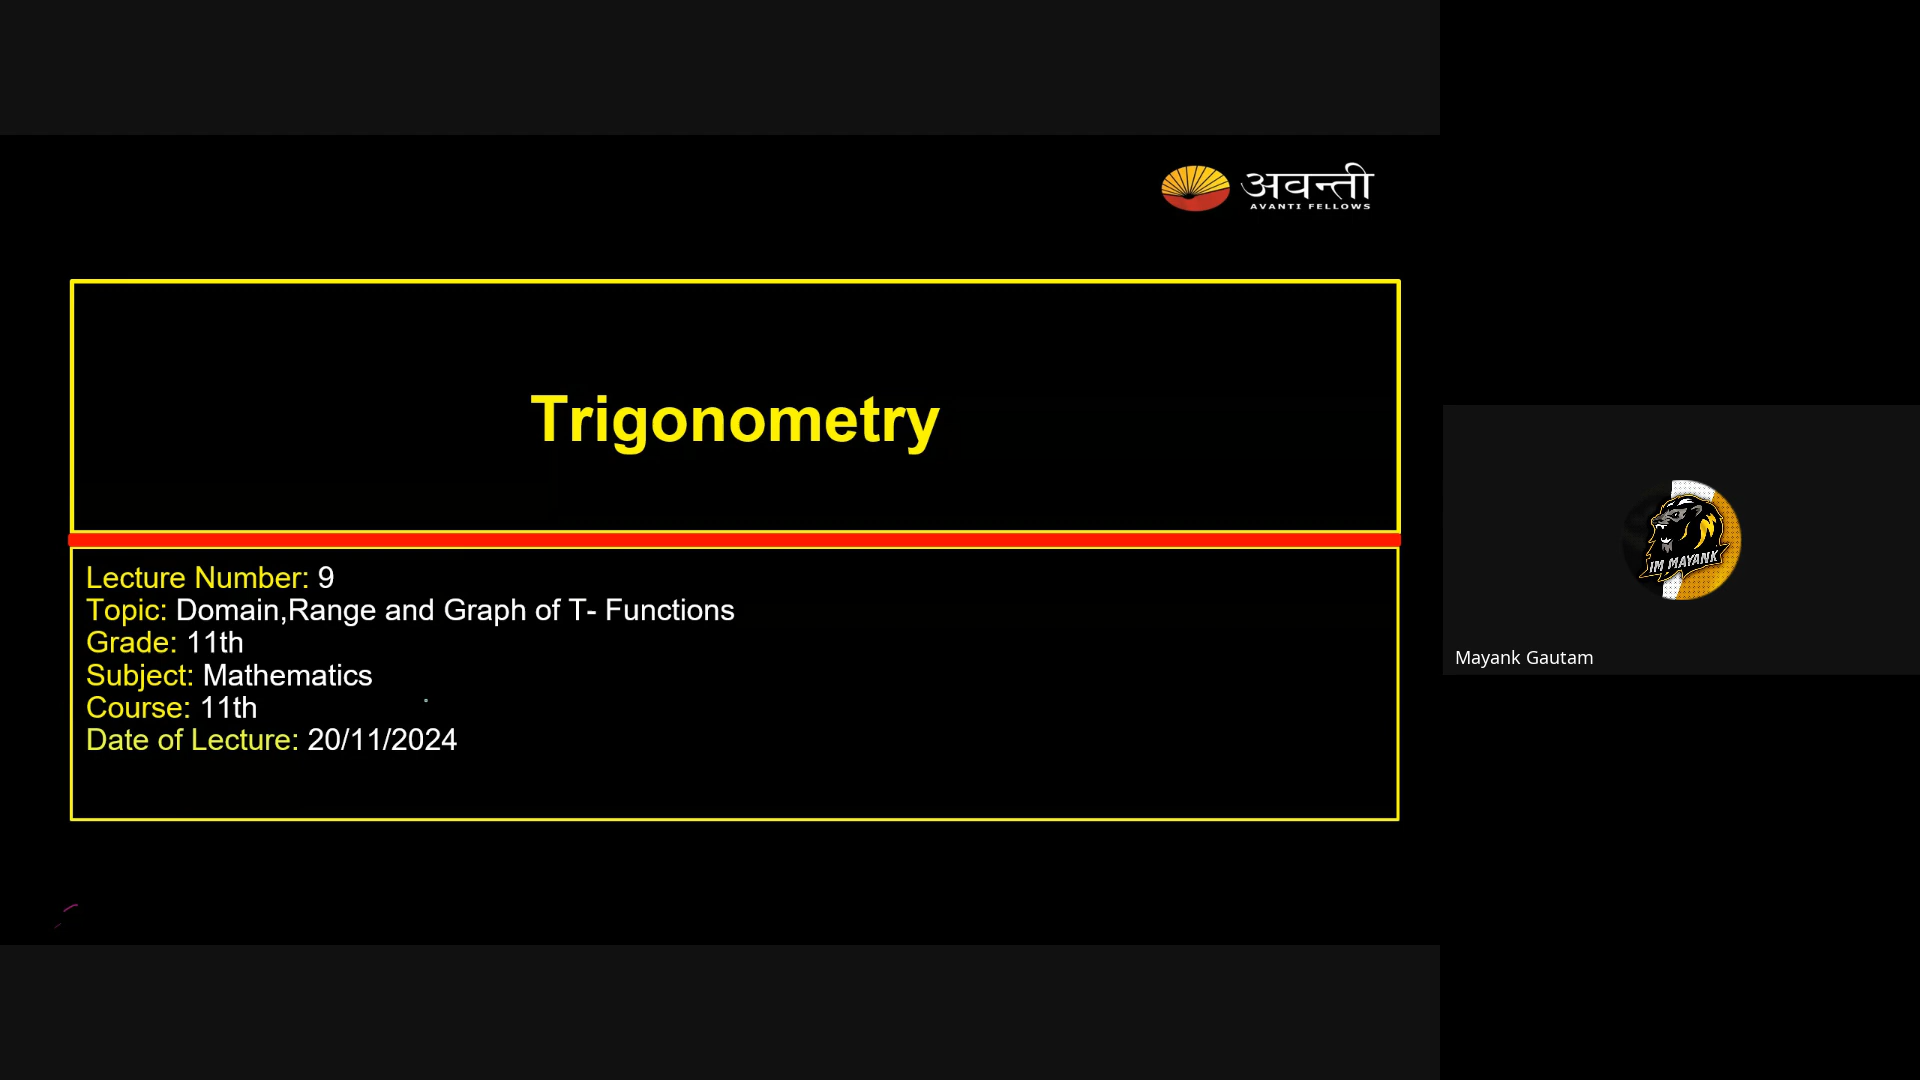 अवन्ती
AVANTI FELLOWS
Trigonometry
Lecture Number: 9
Topic: Domain,Range and Graph of T- Functions
Grade: 11th
Subject: Mathematics
Course: 11th
Date of Lecture: 20/11/2024
IM MAYANK
Mayank Gautam